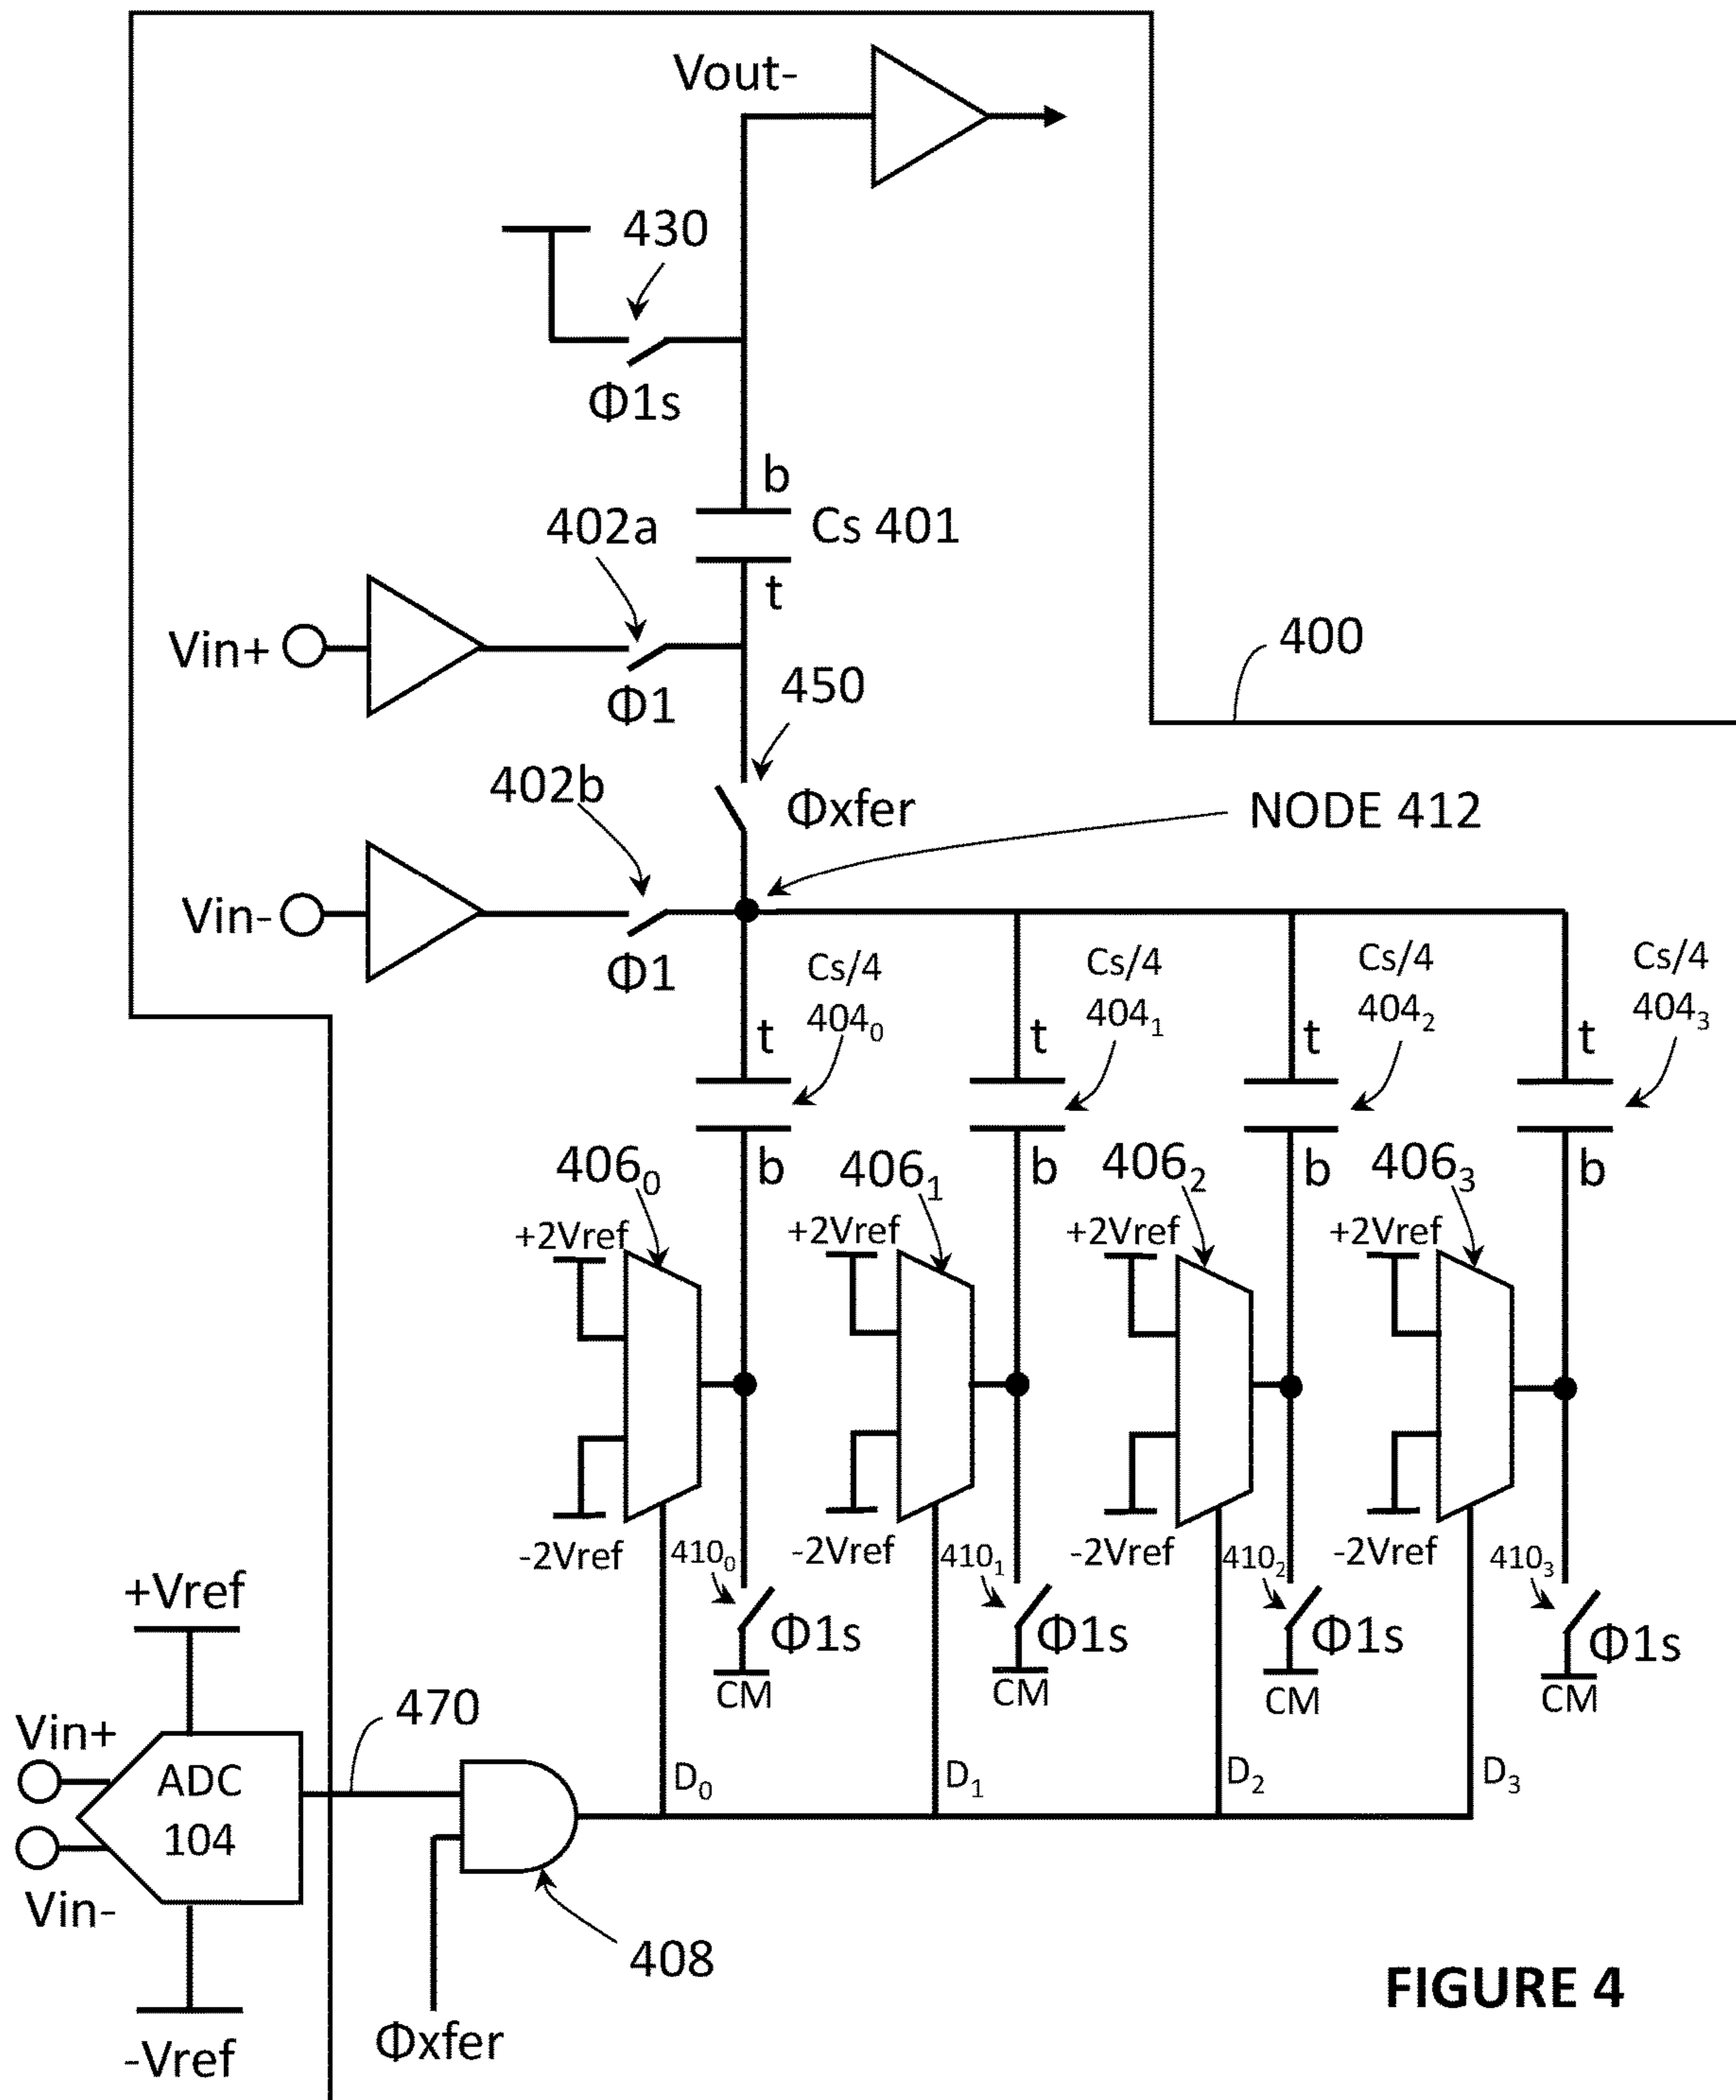 Vout-
430
Φ1s
b
402a
Cs 401
t
Vin+
400
Φ1
450
402b
Φxfer
NODE 412
Vin-
Φ1
Cs/4
Cs/4
Cs/4
Cs/4
404₀
404₁
404₂
404₃
t
t
t
t
b
b
b
b
406₀
406₁
406₂
406₃
+2Vref
+2Vref
+2Vref
+2Vref
-2Vref
-2Vref
-2Vref
-2Vref
410₀
410₁
410₂
410₃
+Vref
Φ1s
Φ1s
Φ1s
Φ1s
CM
CM
CM
CM
470
Vin+
ADC
104
Vin-
D₀
D₁
D₂
D₃
408
Φxfer
-Vref
FIGURE 4